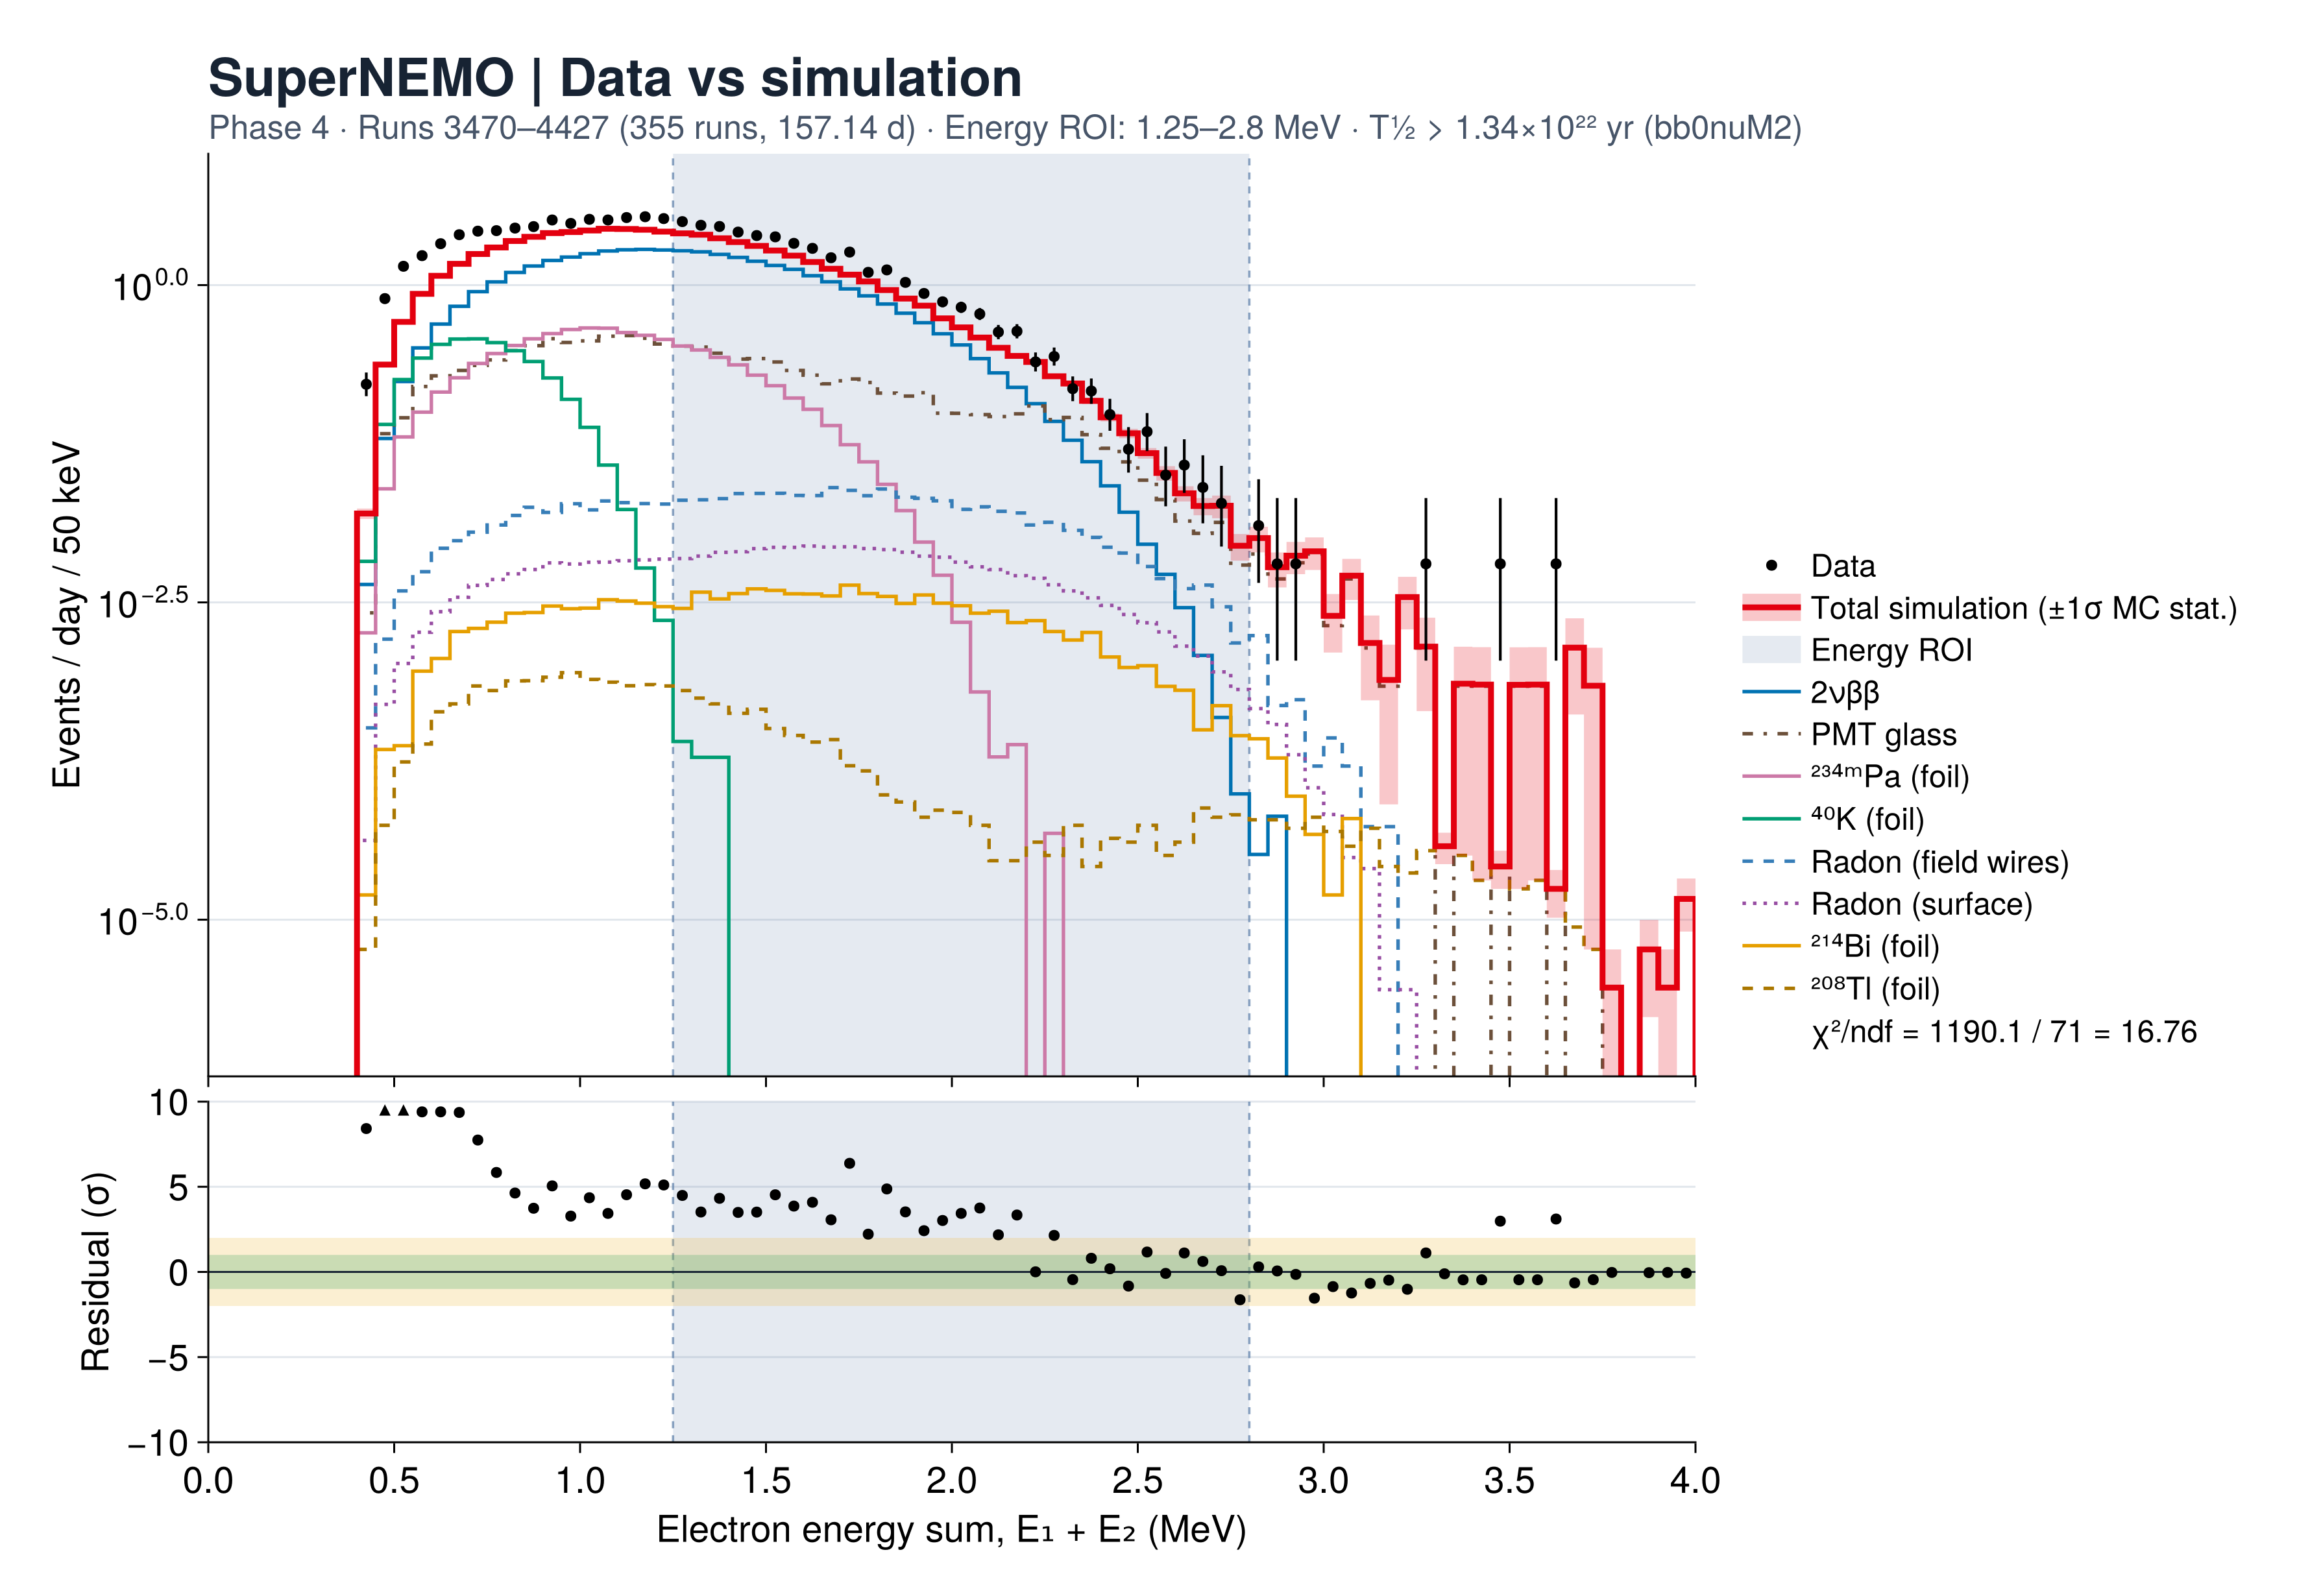 SuperNEMO | Data vs simulation
Phase 4 · Runs 3470–4427 (355 runs, 157.14 d) · Energy ROI: 1.25–2.8 MeV · T½ > 1.34×10²² yr (bb0nuM2)
Events / day / 50 keV
10^0.0
10^−2.5
10^−5.0
Data
Total simulation (±1σ MC stat.)
Energy ROI
2νββ
PMT glass
²³⁴ᵐPa (foil)
⁴⁰K (foil)
Radon (field wires)
Radon (surface)
²¹⁴Bi (foil)
²⁰⁸Tl (foil)
χ²/ndf = 1190.1 / 71 = 16.76
Residual (σ)
10
5
0
−5
−10
0.0 0.5 1.0 1.5 2.0 2.5 3.0 3.5 4.0
Electron energy sum, E₁ + E₂ (MeV)